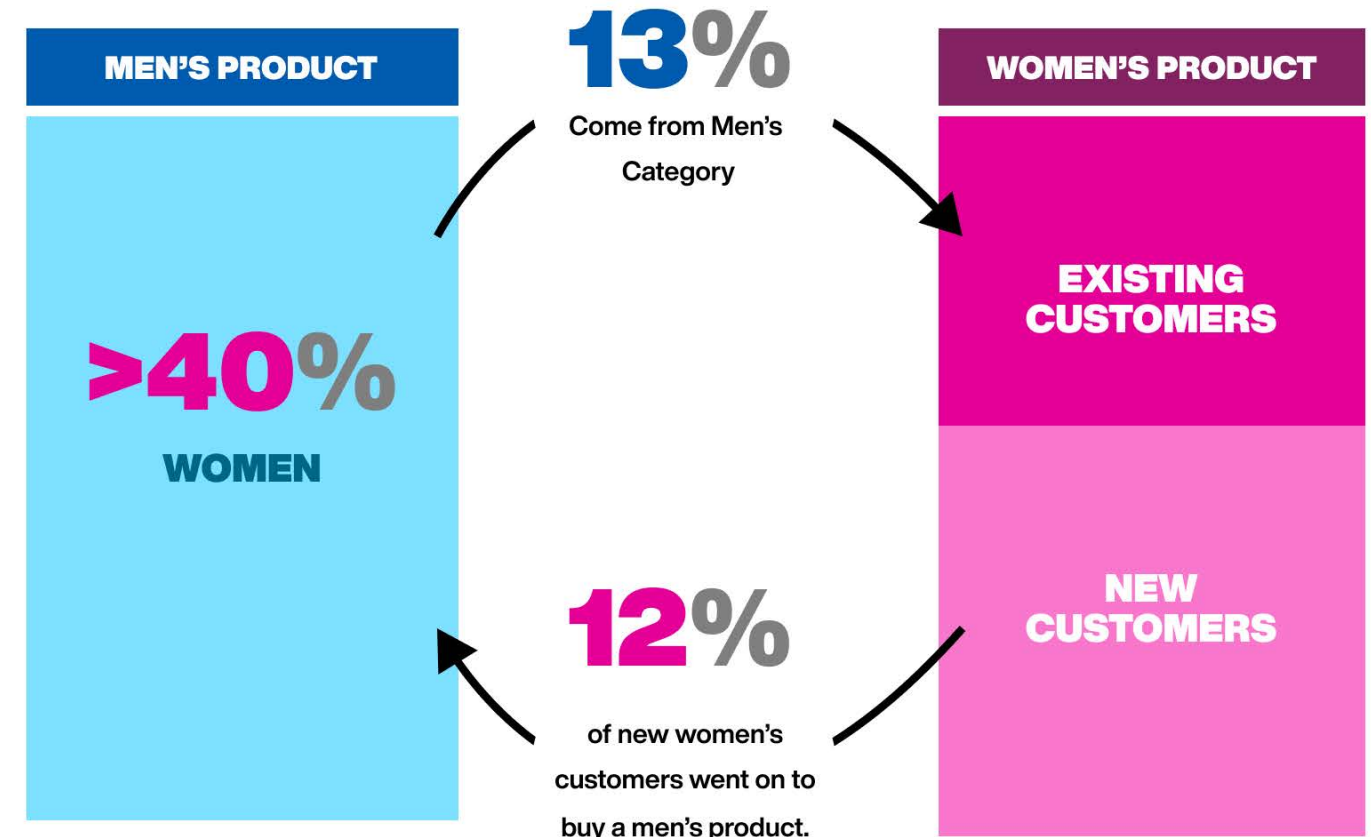 MEN'S PRODUCT
>40%
WOMEN
13%
Come from Men's
Category
12%
of new women's
customers went on to
buy a men's product.
WOMEN'S PRODUCT
EXISTING
CUSTOMERS
NEW
CUSTOMERS